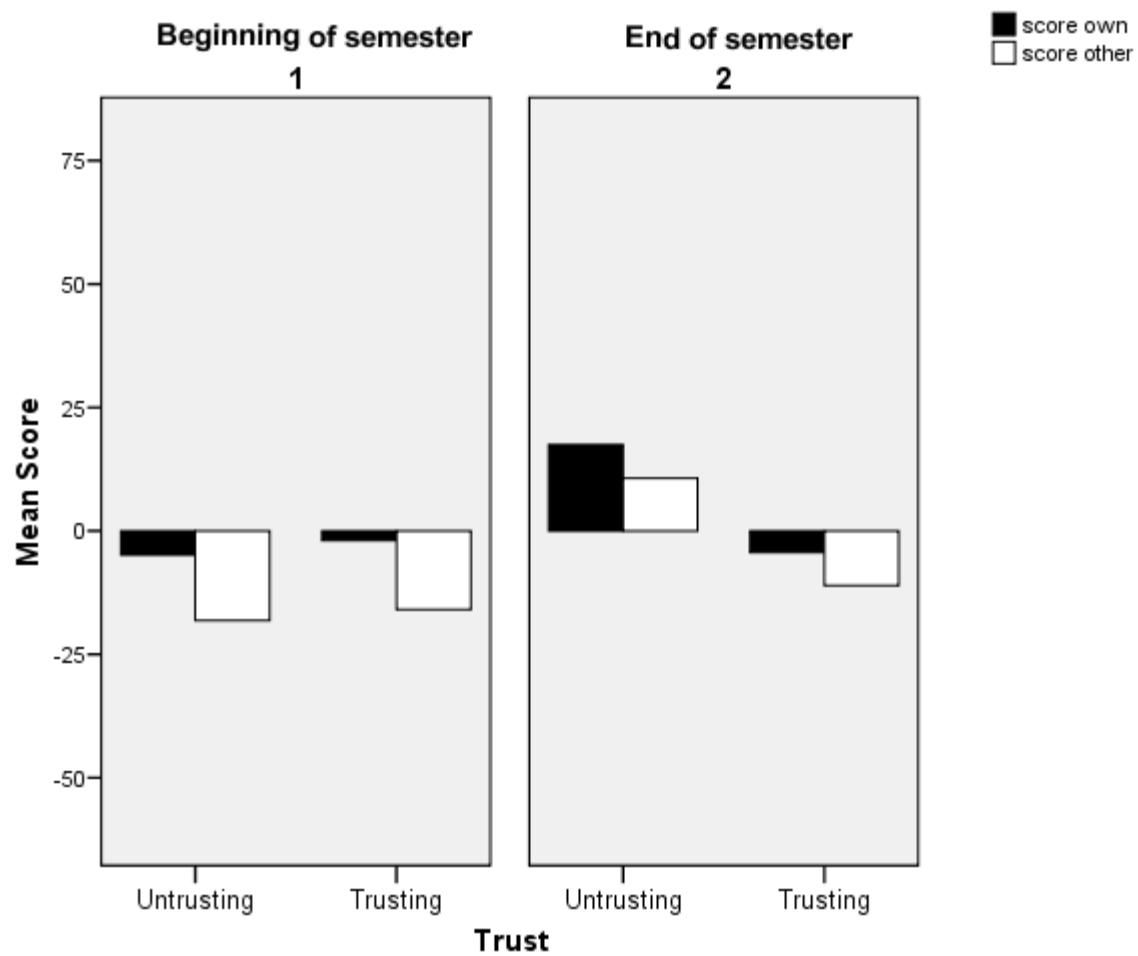 Beginning of semester
1
End of semester
2
score own
score other
Mean Score
75
50
25
0
-25
-50
Untrusting
Trusting
Untrusting
Trusting
Trust